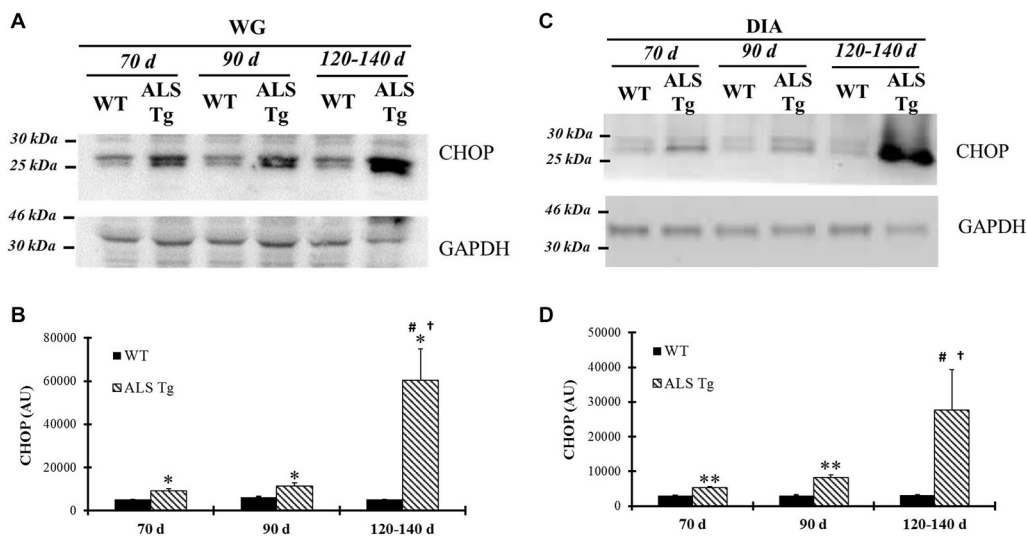 A
WG
70 d
90 d
120-140 d
WT
ALS Tg
WT
ALS Tg
WT
ALS Tg
30 kDa
25 kDa
CHOP
46 kDa
30 kDa
GAPDH
B
CHOP (AU)
80000
60000
40000
20000
0
WT
ALS Tg
*
*
# †
*
70 d
90 d
120-140 d
C
DIA
70 d
90 d
120-140 d
WT
ALS Tg
WT
ALS Tg
WT
ALS Tg
30 kDa
25 kDa
CHOP
46 kDa
30 kDa
GAPDH
D
CHOP (AU)
50000
40000
30000
20000
10000
0
WT
ALS Tg
**
**
# †
70 d
90 d
120-140 d